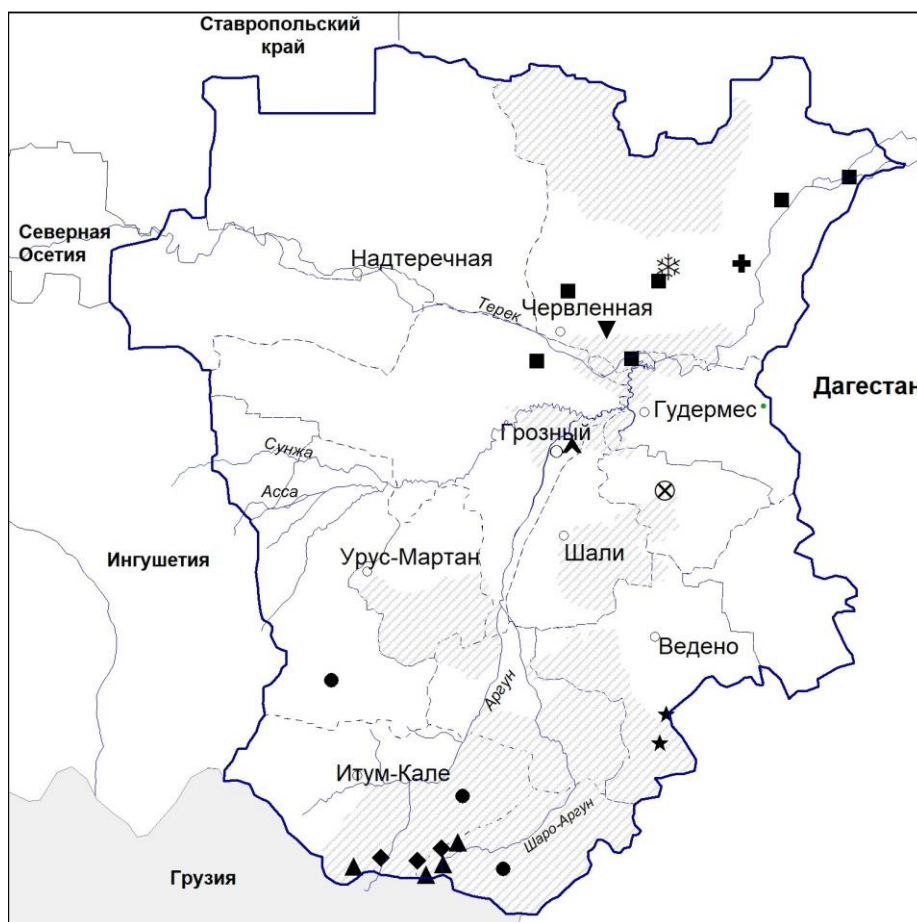 Ставропольский
край
Северная
Осетия
Надтеречная
Терек
Червленная
Дагестан
Гудермес
Грозный
Сунжа
Асса
Ингушетия
Шали
Урус-Мартан
Ведено
Аргун
Итум-Кале
Шаро-Аргун
Грузия